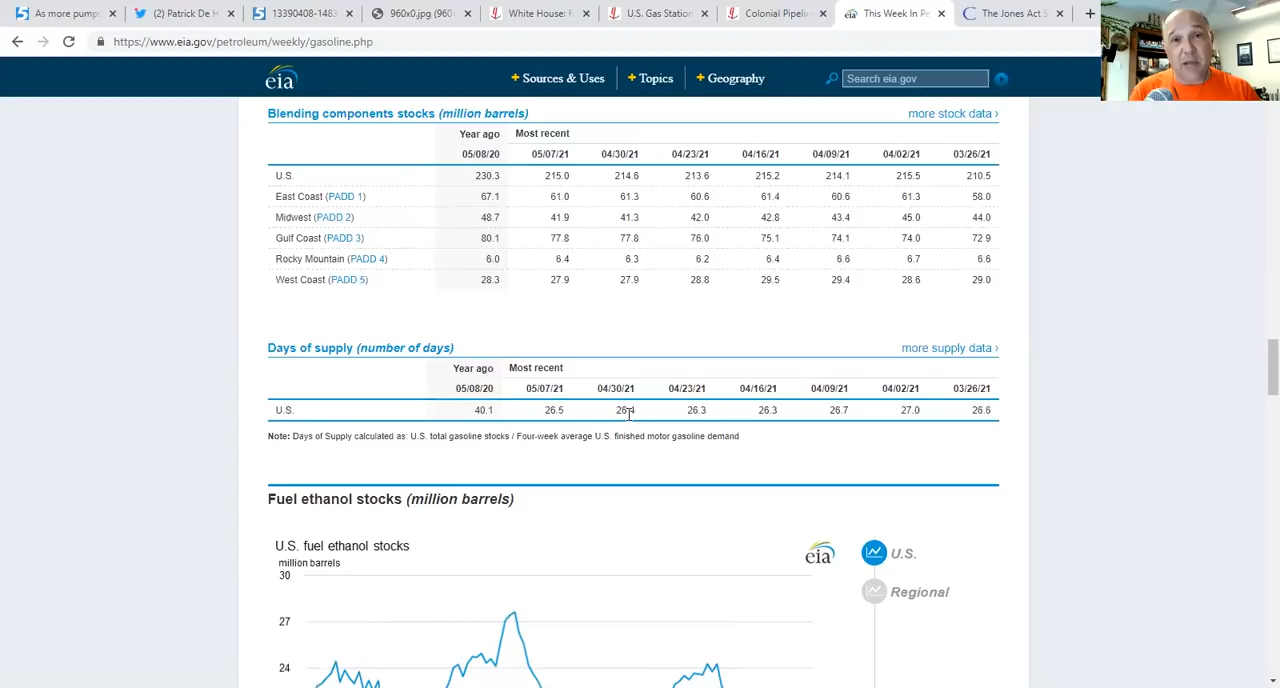 As more pump
(2) Patrick De H
13390408-1483
960x0.jpg (960×
White House: F
U.S. Gas Station
Colonial Pipelin
This Week In Pe
The Jones Act S
https://www.eia.gov/petroleum/weekly/gasoline.php
eia
+ Sources & Uses
+ Topics
+ Geography
Search eia.gov
Blending components stocks (million barrels)
more stock data ›
Year ago Most recent
05/08/20 05/07/21 04/30/21 04/23/21 04/16/21 04/09/21 04/02/21 03/26/21
U.S. 230.3 215.0 214.6 213.6 215.2 214.1 215.5 210.5
East Coast (PADD 1) 67.1 61.0 61.3 60.6 61.4 60.6 61.3 58.0
Midwest (PADD 2) 48.7 41.9 41.3 42.0 42.8 43.4 45.0 44.0
Gulf Coast (PADD 3) 80.1 77.8 77.8 76.0 75.1 74.1 74.0 72.9
Rocky Mountain (PADD 4) 6.0 6.4 6.3 6.2 6.4 6.6 6.7 6.6
West Coast (PADD 5) 28.3 27.9 27.9 28.8 29.5 29.4 28.6 29.0
Days of supply (number of days)
more supply data ›
Year ago Most recent
05/08/20 05/07/21 04/30/21 04/23/21 04/16/21 04/09/21 04/02/21 03/26/21
U.S. 40.1 26.5 26.4 26.3 26.3 26.7 27.0 26.6
Note: Days of Supply calculated as: U.S. total gasoline stocks / Four-week average U.S. finished motor gasoline demand
Fuel ethanol stocks (million barrels)
U.S. fuel ethanol stocks
million barrels
eia
U.S.
Regional
30
27
24